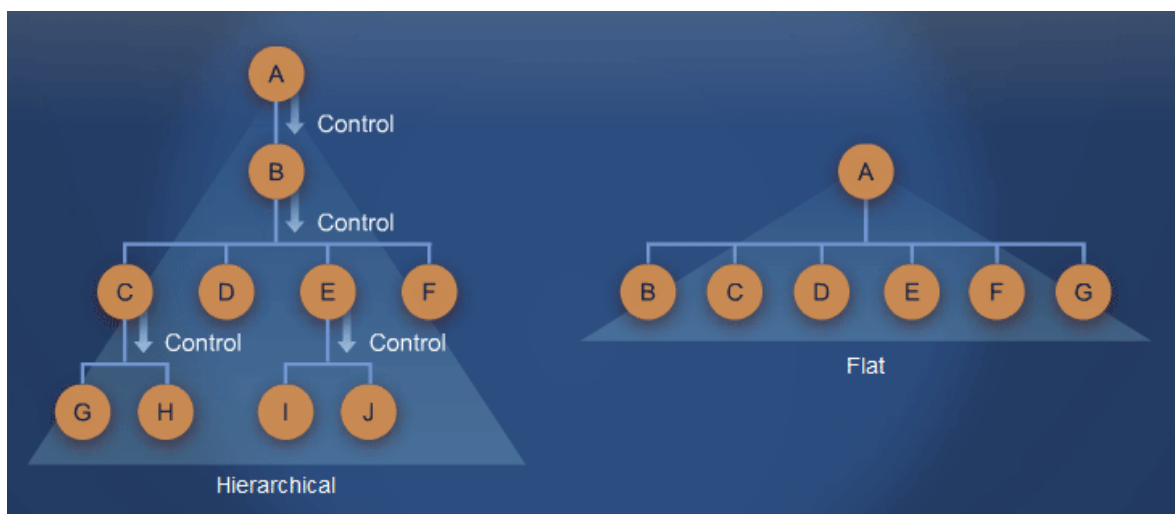 A
Control
B
Control
C D E F
Control Control
G H I J
Hierarchical
A
B C D E F G
Flat